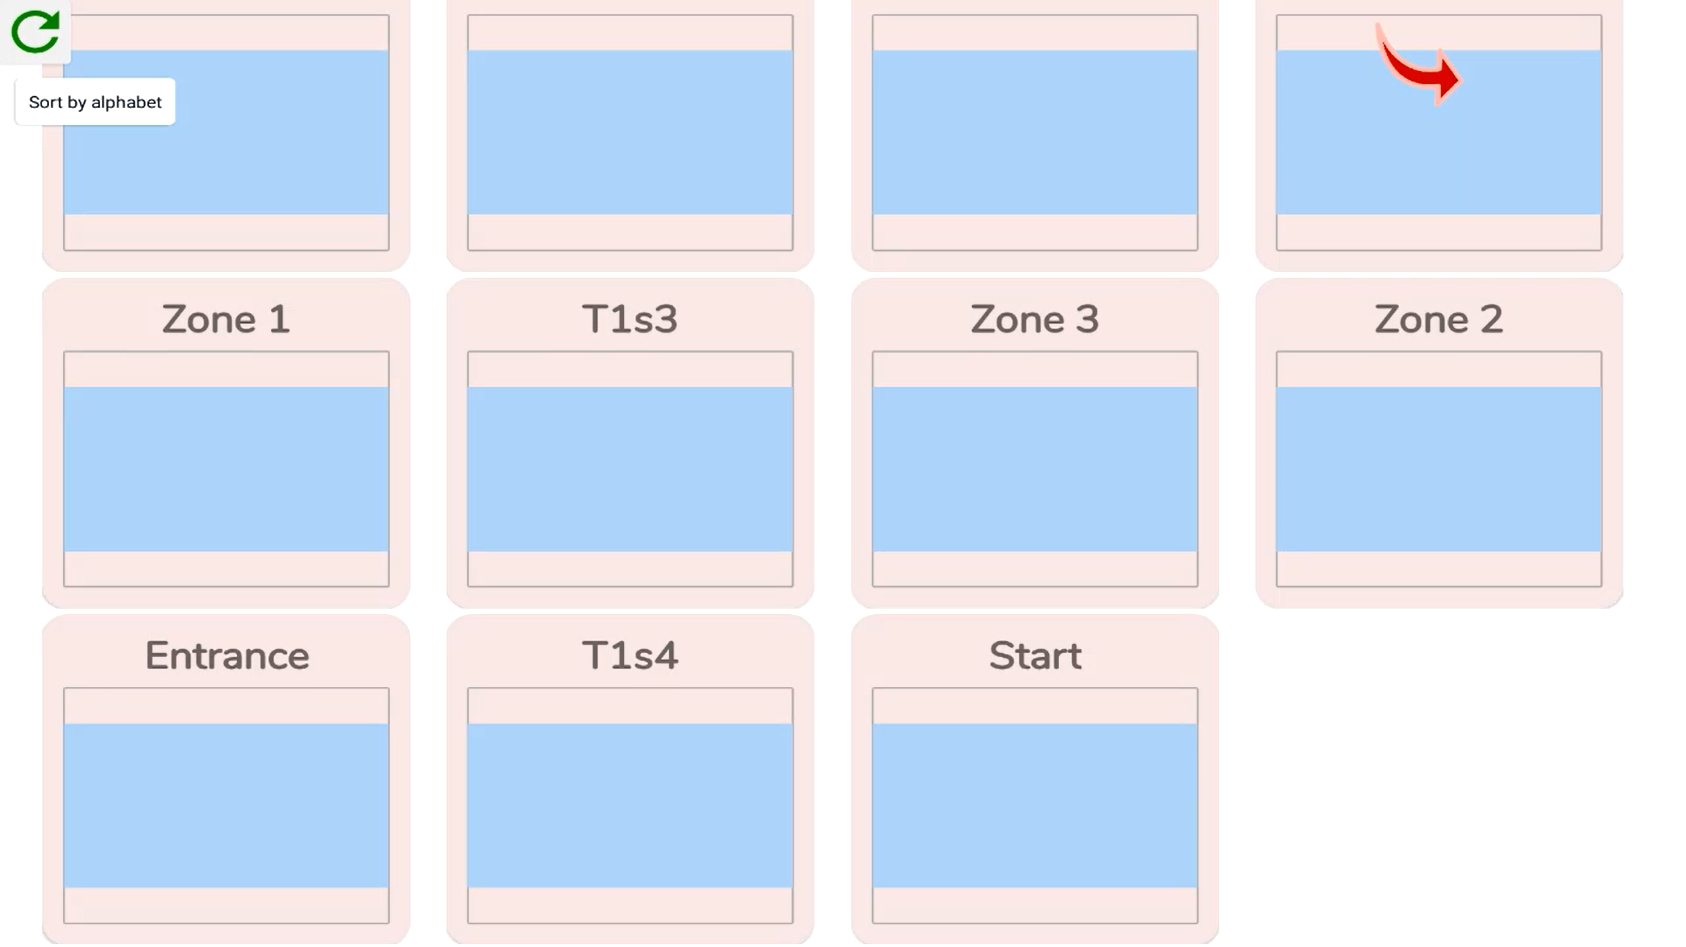 Sort by alphabet
Zone 1
T1s3
Zone 3
Zone 2
Entrance
T1s4
Start